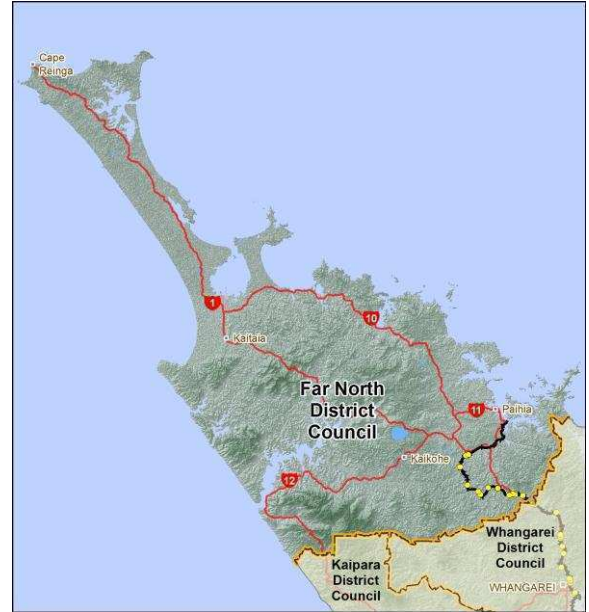 Cape
Reinga
1
10
Kaitaia
Far North
District
Council
11
Paihia
Kaikohe
12
Whangarei
District
Council
Kaipara
District
Council
WHANGAREI